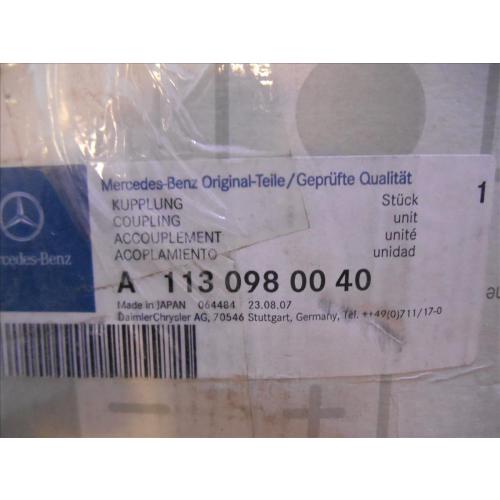 Mercedes-Benz Original-Teile/Geprüfte Qualität
KUPPLUNG Stück 1
COUPLING unit
ACCOUPLEMENT unité
ACOPLAMIENTO unidad
A 113 098 00 40
Made in JAPAN 064484 23.08.07
DaimlerChrysler AG, 70546 Stuttgart, Germany, Tel. ++49(0)711/17-0
rcedes-Benz